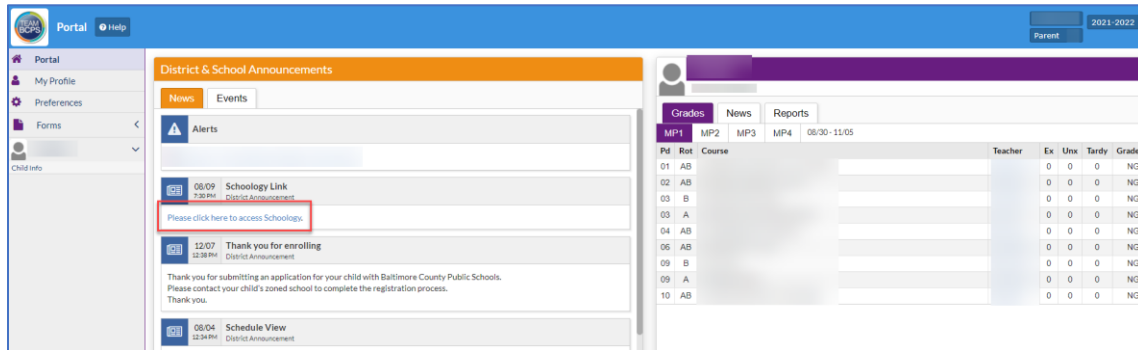 TEAM
BCPS
Portal
Help
2021-2022
Parent
Portal
My Profile
Preferences
Forms
Child Info
District & School Announcements
News Events
Alerts
08/09 Schoology Link
7:30 PM District Announcement
Please click here to access Schoology.
12/07 Thank you for enrolling
12:38 PM District Announcement
Thank you for submitting an application for your child with Baltimore County Public Schools.
Please contact your child's zoned school to complete the registration process.
Thank you.
08/04 Schedule View
12:34 PM District Announcement
Grades News Reports
MP1 MP2 MP3 MP4 08/30 - 11/05
Pd Rot Course Teacher Ex Unx Tardy Grade
01 AB 0 0 0 NG
02 AB 0 0 0 NG
03 B 0 0 0 NG
03 A 0 0 0 NG
04 AB 0 0 0 NG
06 AB 0 0 0 NG
09 B 0 0 0 NG
09 A 0 0 0 NG
10 AB 0 0 0 NG